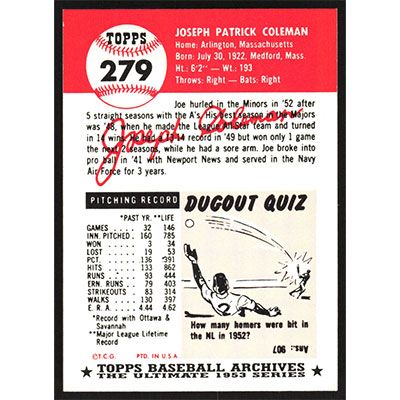 TOPPS
279
JOSEPH PATRICK COLEMAN
Home: Arlington, Massachusetts
Born: July 30, 1922, Medford, Mass.
Ht.: 6'2" — Wt.: 193
Throws: Right — Bats: Right
Joe hurled in the Minors in '52 after
5 straight seasons with the A's. His best season in the Majors
was '48, when he made the League All-Star team and turned
in 14 wins. He record in '49 but won only 1 game
the next seasons, while he had a sore arm. Joe broke into
pro ball in '41 with Newport News and served in the Navy
Air Force for 3 years.
Joseph Coleman
PITCHING RECORD
*PAST YR. **LIFE
GAMES 32 146
INN. PITCHED 160 785
WON 3 34
LOST 19 53
PCT. .136 .391
HITS 133 862
RUNS 93 444
ERN. RUNS 79 403
STRIKEOUTS 83 314
WALKS 130 397
E. R. A. 4.44 4.62
*Record with Ottawa &
Savannah
**Major League Lifetime
Record
©T.C.G. PTD. IN U.S.A.
DUGOUT QUIZ
2
How many homers were hit in
the NL in 1952?
Ans.: 907
★TOPPS BASEBALL ARCHIVES★
THE ULTIMATE 1953 SERIES